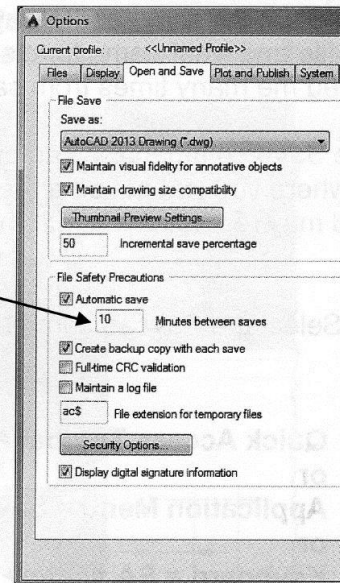 Options
Current profile: <<Unnamed Profile>>
Files Display Open and Save Plot and Publish System
File Save
Save as:
AutoCAD 2013 Drawing (*.dwg)
Maintain visual fidelity for annotative objects
Maintain drawing size compatibility
Thumbnail Preview Settings...
50 Incremental save percentage
File Safety Precautions
Automatic save
10 Minutes between saves
Create backup copy with each save
Full-time CRC validation
Maintain a log file
ac$ File extension for temporary files
Security Options...
Display digital signature information